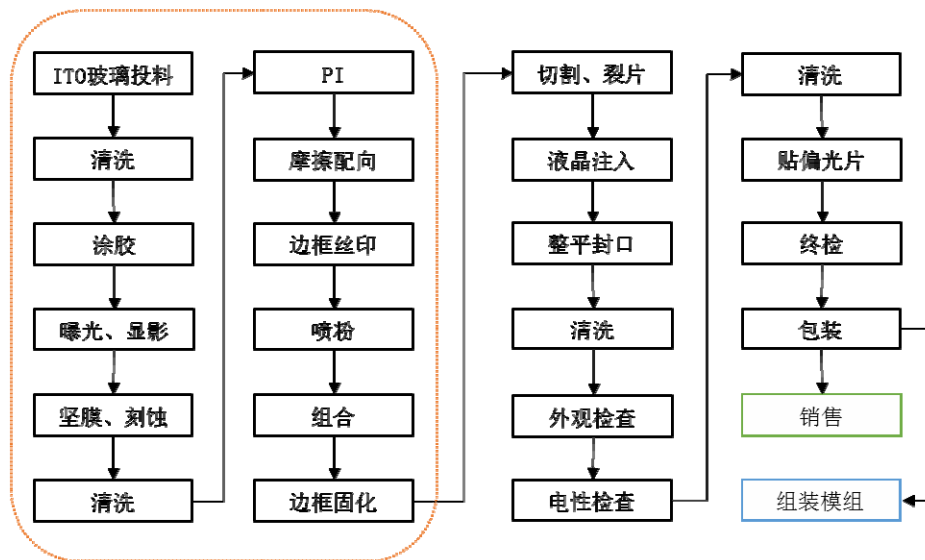 ITO玻璃投料
清洗
涂胶
曝光、显影
坚膜、刻蚀
清洗
PI
摩擦配向
边框丝印
喷粉
组合
边框固化
切割、裂片
液晶注入
整平封口
清洗
外观检查
电性检查
清洗
贴偏光片
终检
包装
销售
组装模组